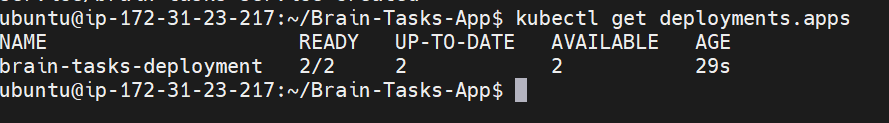 ubuntu@ip-172-31-23-217:~/Brain-Tasks-App$ kubectl get deployments.apps
NAME READY UP-TO-DATE AVAILABLE AGE
brain-tasks-deployment 2/2 2 2 29s
ubuntu@ip-172-31-23-217:~/Brain-Tasks-App$